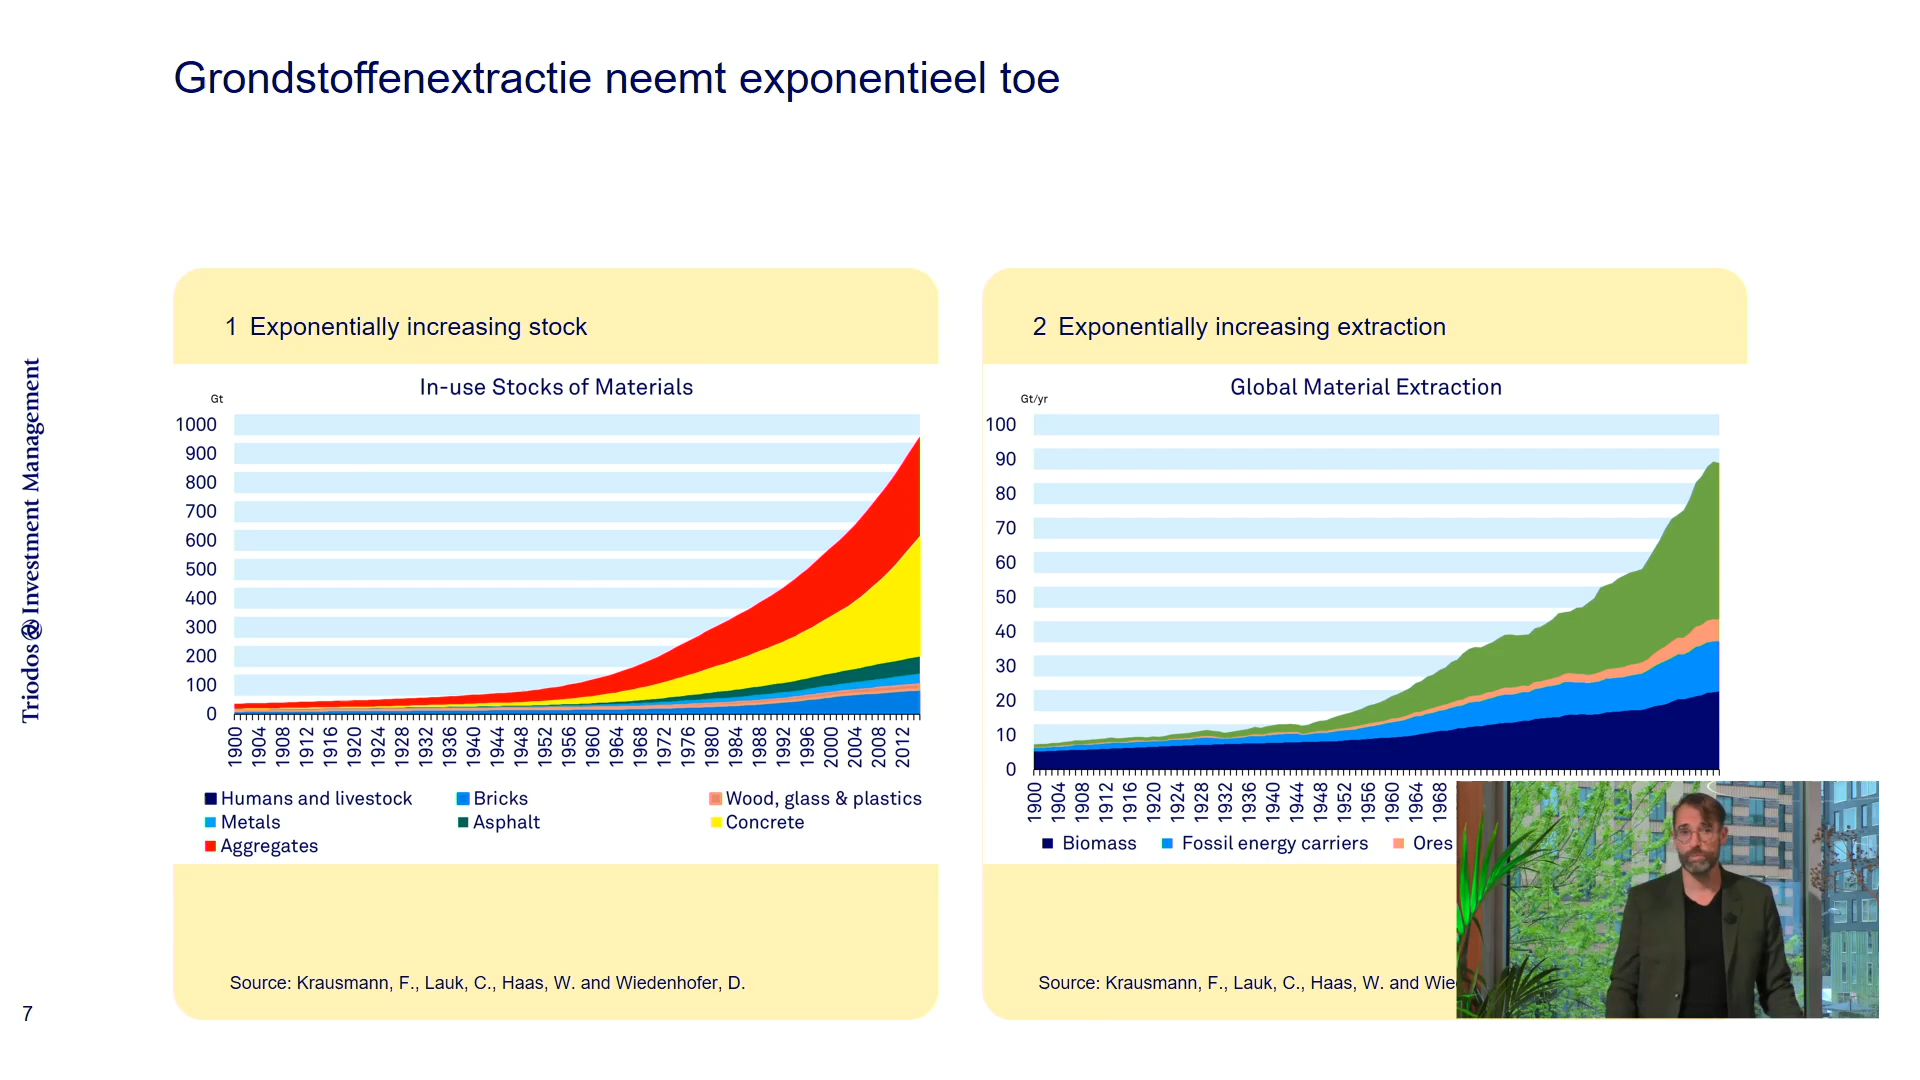 Grondstoffenextractie neemt exponentieel toe
1 Exponentially increasing stock
In-use Stocks of Materials
Gt
1000
900
800
700
600
500
400
300
200
100
0
1900 1904 1908 1912 1916 1920 1924 1928 1932 1936 1940 1944 1948 1952 1956 1960 1964 1968 1972 1976 1980 1984 1988 1992 1996 2000 2004 2008 2012
Humans and livestock Bricks Wood, glass & plastics
Metals Asphalt Concrete
Aggregates
Source: Krausmann, F., Lauk, C., Haas, W. and Wiedenhofer, D.
2 Exponentially increasing extraction
Global Material Extraction
Gt/yr
100
90
80
70
60
50
40
30
20
10
0
1900 1904 1908 1912 1916 1920 1924 1928 1932 1936 1940 1944 1948 1952 1956 1960 1964 1968
Biomass Fossil energy carriers Ores
Source: Krausmann, F., Lauk, C., Haas, W. and Wie
Triodos Investment Management
7